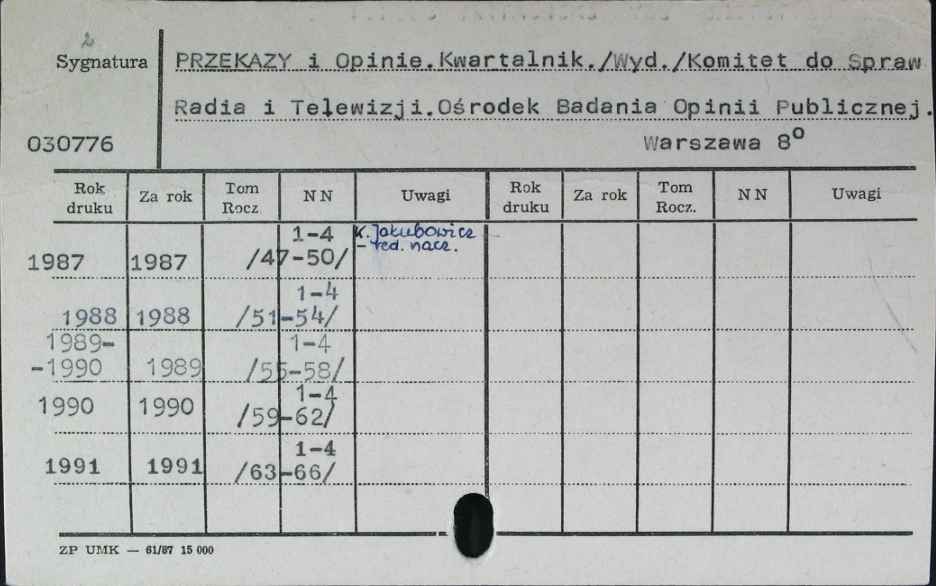 2
Sygnatura PRZEKAZY i Opinie.Kwartalnik./Wyd./Komitet do Spraw
Radia i Telewizji.Ośrodek Badania Opinii Publicznej.
030776 Warszawa 8⁰
Rok druku Za rok Tom Rocz. N N Uwagi Rok druku Za rok Tom Rocz. N N Uwagi
1-4 K. Jakubowicz
1987 1987 /47-50/ – red. nacz.
1-4
1988 1988 /51-54/
1989- 1-4
-1990 1989 /55-58/
1-4
1990 1990 /59-62/
1-4
1991 1991 /63-66/
ZP UMK — 61/87 15 000